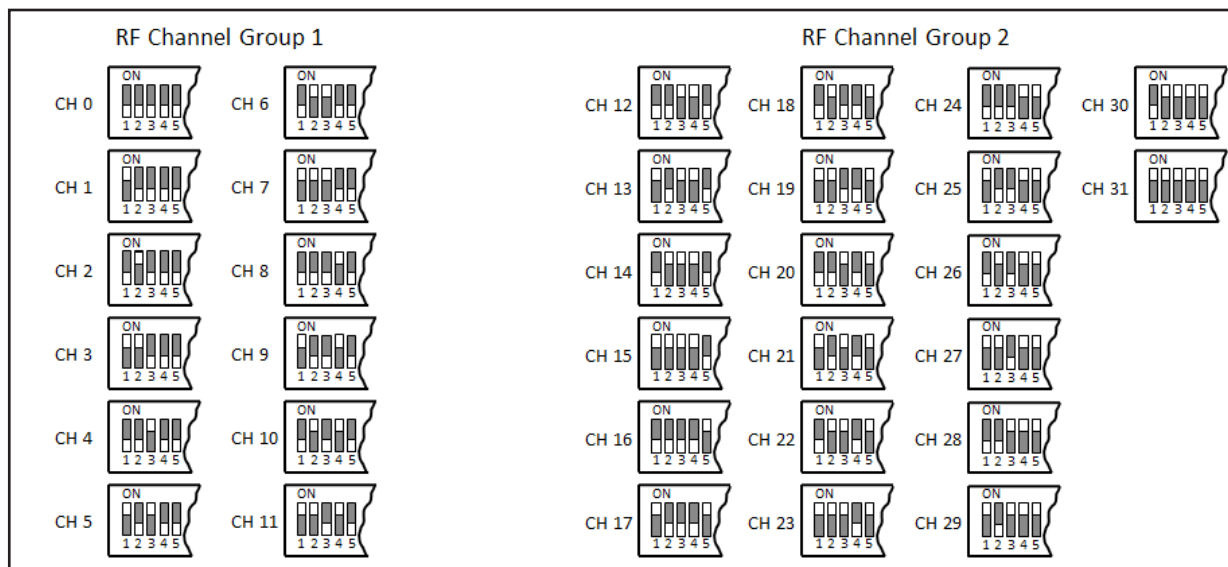 RF Channel Group 1
RF Channel Group 2
CH 0 ON 1 2 3 4 5 CH 6 ON 1 2 3 4 5 CH 12 ON 1 2 3 4 5 CH 18 ON 1 2 3 4 5 CH 24 ON 1 2 3 4 5 CH 30 ON 1 2 3 4 5
CH 1 ON 1 2 3 4 5 CH 7 ON 1 2 3 4 5 CH 13 ON 1 2 3 4 5 CH 19 ON 1 2 3 4 5 CH 25 ON 1 2 3 4 5 CH 31 ON 1 2 3 4 5
CH 2 ON 1 2 3 4 5 CH 8 ON 1 2 3 4 5 CH 14 ON 1 2 3 4 5 CH 20 ON 1 2 3 4 5 CH 26 ON 1 2 3 4 5
CH 3 ON 1 2 3 4 5 CH 9 ON 1 2 3 4 5 CH 15 ON 1 2 3 4 5 CH 21 ON 1 2 3 4 5 CH 27 ON 1 2 3 4 5
CH 4 ON 1 2 3 4 5 CH 10 ON 1 2 3 4 5 CH 16 ON 1 2 3 4 5 CH 22 ON 1 2 3 4 5 CH 28 ON 1 2 3 4 5
CH 5 ON 1 2 3 4 5 CH 11 ON 1 2 3 4 5 CH 17 ON 1 2 3 4 5 CH 23 ON 1 2 3 4 5 CH 29 ON 1 2 3 4 5